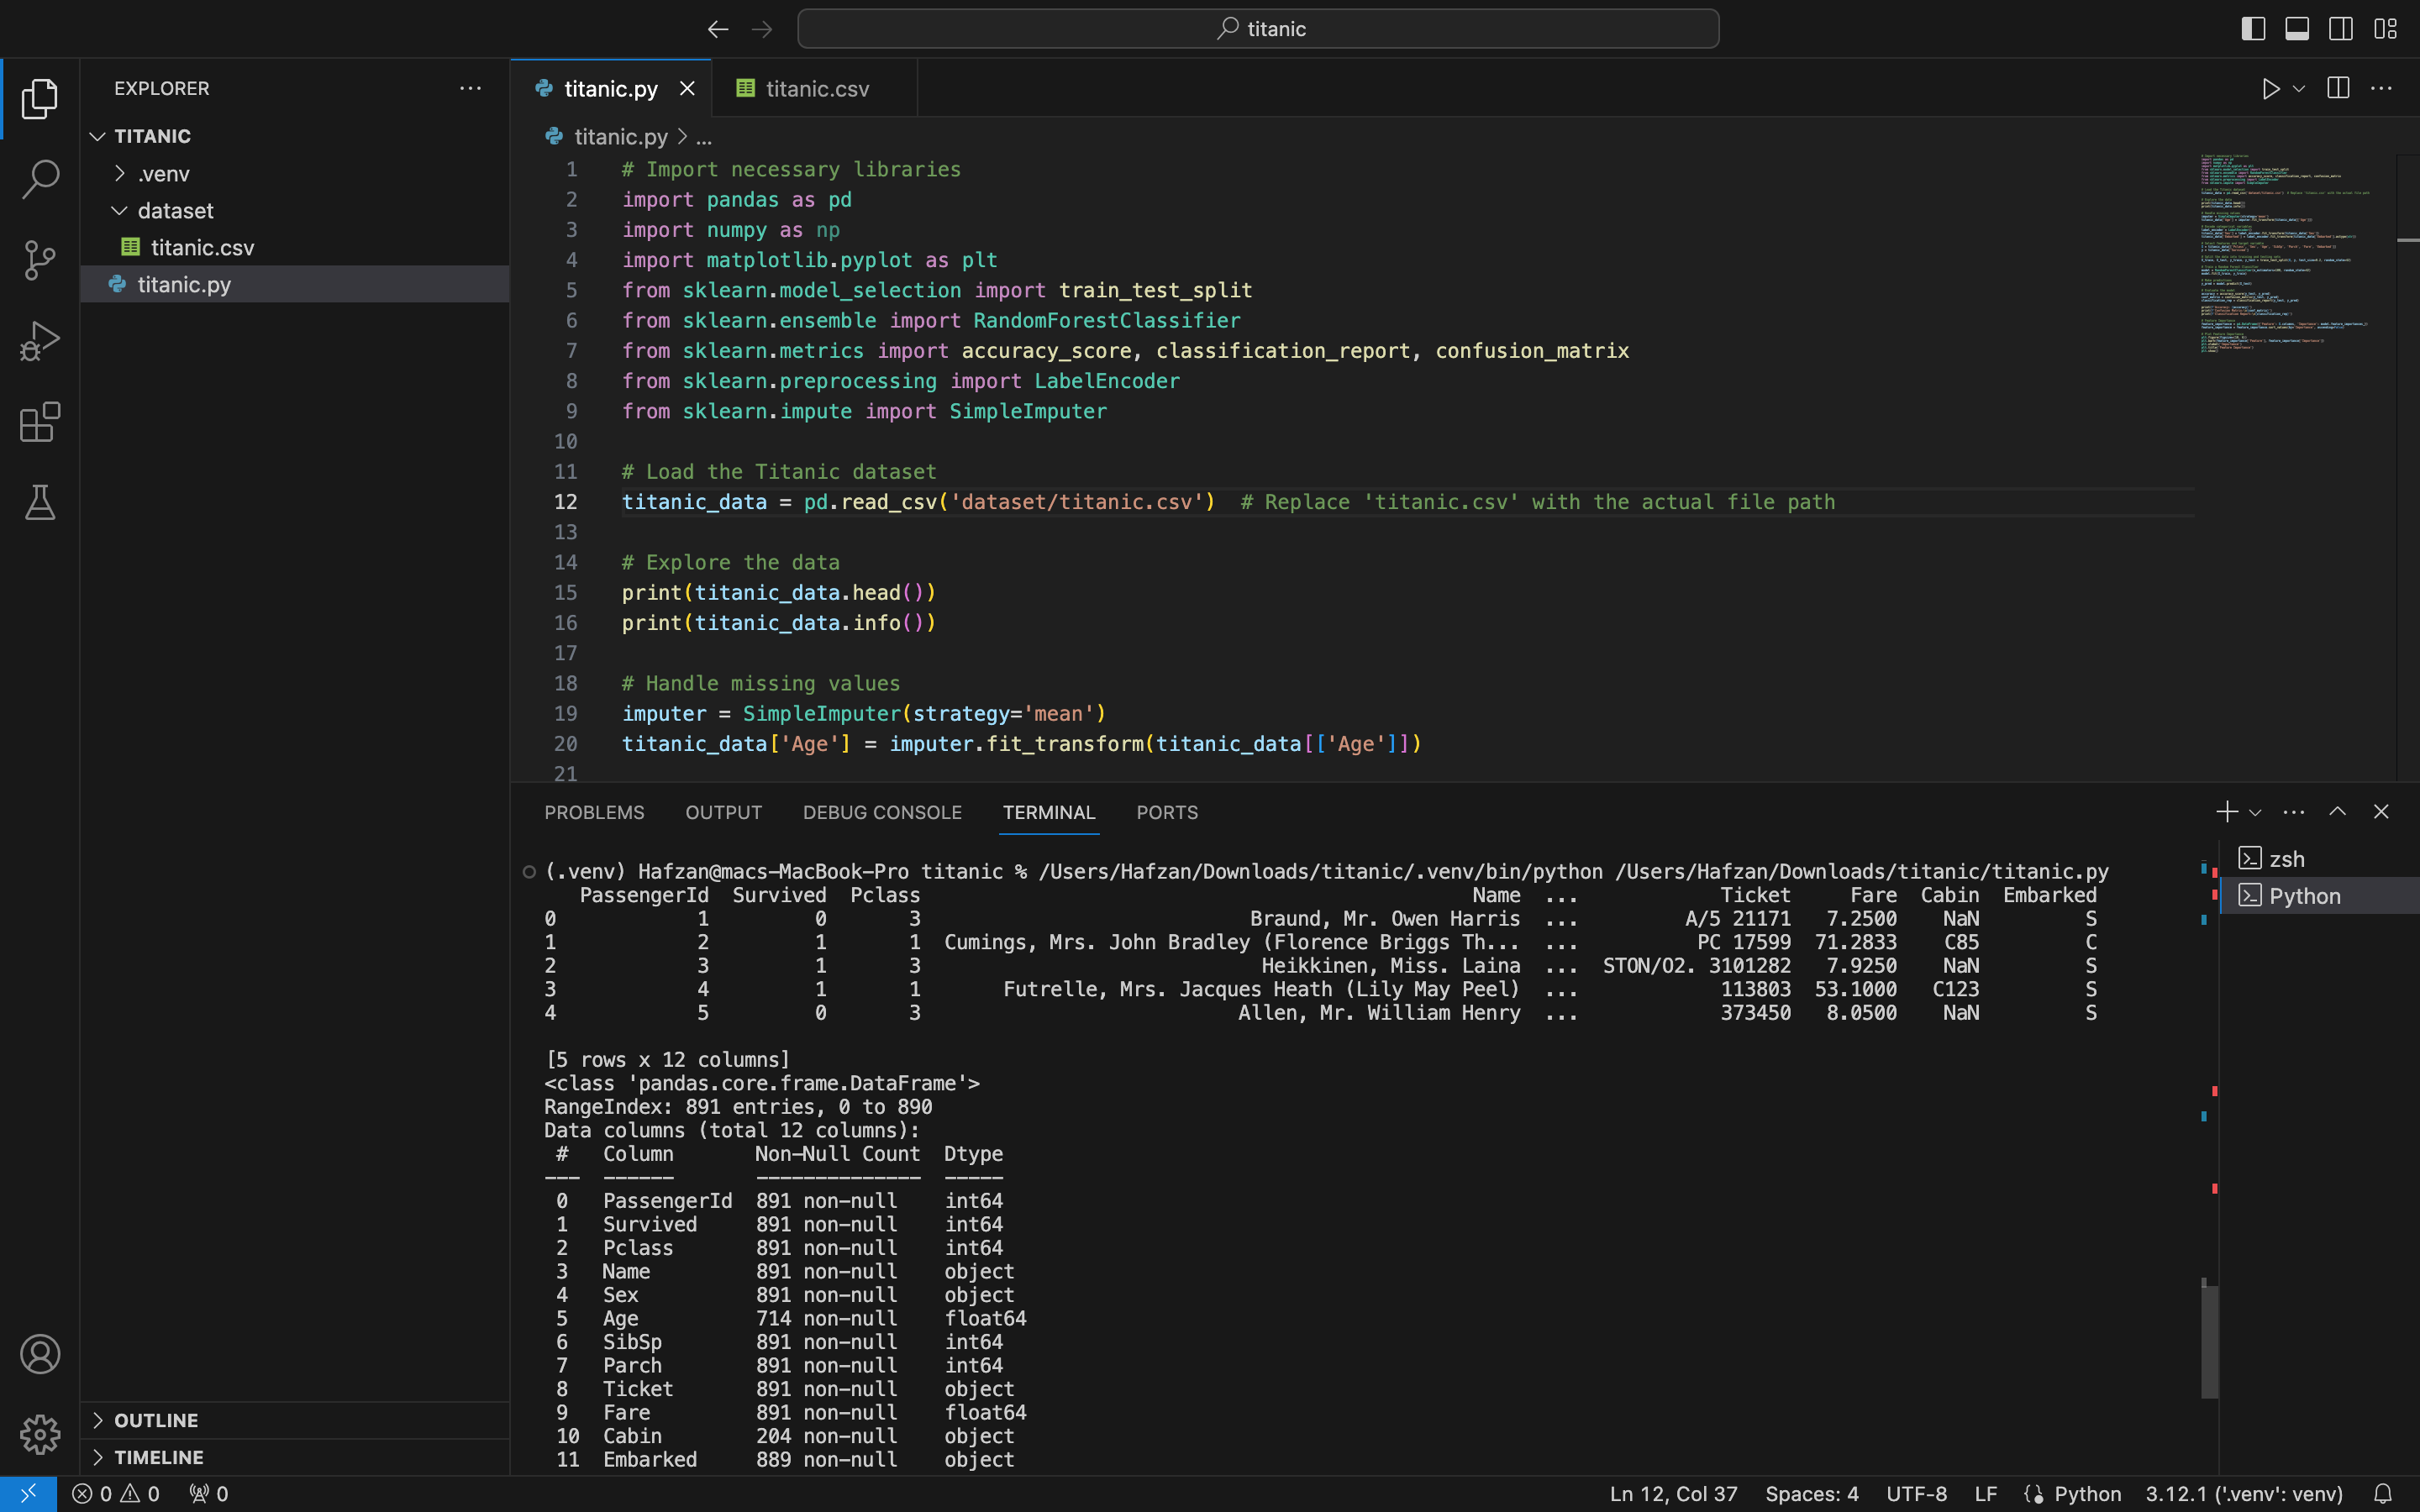 titanic
EXPLORER
TITANIC
.venv
dataset
titanic.csv
titanic.py
OUTLINE
TIMELINE
titanic.py
titanic.csv
titanic.py > ...
1 # Import necessary libraries
2 import pandas as pd
3 import numpy as np
4 import matplotlib.pyplot as plt
5 from sklearn.model_selection import train_test_split
6 from sklearn.ensemble import RandomForestClassifier
7 from sklearn.metrics import accuracy_score, classification_report, confusion_matrix
8 from sklearn.preprocessing import LabelEncoder
9 from sklearn.impute import SimpleImputer
10
11 # Load the Titanic dataset
12 titanic_data = pd.read_csv('dataset/titanic.csv')  # Replace 'titanic.csv' with the actual file path
13
14 # Explore the data
15 print(titanic_data.head())
16 print(titanic_data.info())
17
18 # Handle missing values
19 imputer = SimpleImputer(strategy='mean')
20 titanic_data['Age'] = imputer.fit_transform(titanic_data[['Age']])
21
PROBLEMS OUTPUT DEBUG CONSOLE TERMINAL PORTS
(.venv) Hafzan@macs-MacBook-Pro titanic % /Users/Hafzan/Downloads/titanic/.venv/bin/python /Users/Hafzan/Downloads/titanic/titanic.py
PassengerId Survived Pclass Name ... Ticket Fare Cabin Embarked
0 1 0 3 Braund, Mr. Owen Harris ... A/5 21171 7.2500 NaN S
1 2 1 1 Cumings, Mrs. John Bradley (Florence Briggs Th... ... PC 17599 71.2833 C85 C
2 3 1 3 Heikkinen, Miss. Laina ... STON/O2. 3101282 7.9250 NaN S
3 4 1 1 Futrelle, Mrs. Jacques Heath (Lily May Peel) ... 113803 53.1000 C123 S
4 5 0 3 Allen, Mr. William Henry ... 373450 8.0500 NaN S
[5 rows x 12 columns]
<class 'pandas.core.frame.DataFrame'>
RangeIndex: 891 entries, 0 to 890
Data columns (total 12 columns):
# Column Non-Null Count Dtype
--- ------ -------------- -----
0 PassengerId 891 non-null int64
1 Survived 891 non-null int64
2 Pclass 891 non-null int64
3 Name 891 non-null object
4 Sex 891 non-null object
5 Age 714 non-null float64
6 SibSp 891 non-null int64
7 Parch 891 non-null int64
8 Ticket 891 non-null object
9 Fare 891 non-null float64
10 Cabin 204 non-null object
11 Embarked 889 non-null object
zsh
Python
0 0 0
Ln 12, Col 37 Spaces: 4 UTF-8 LF Python 3.12.1 ('.venv': venv)